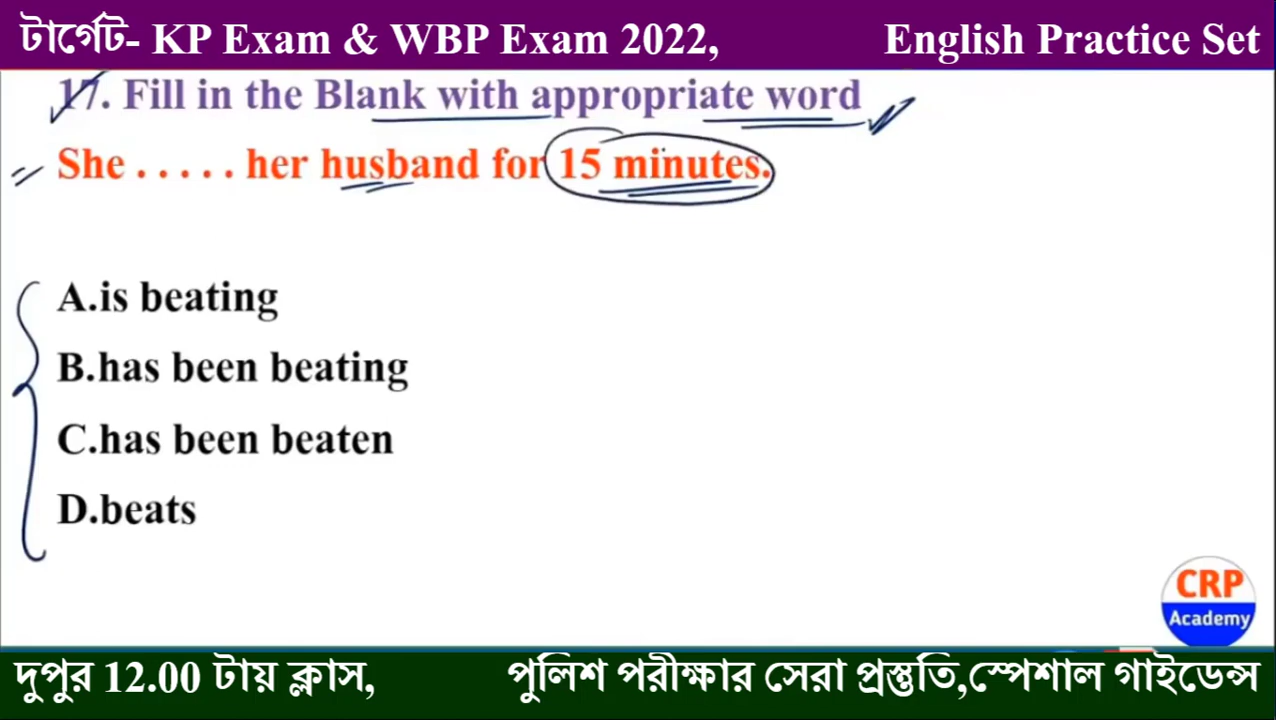 টার্গেট- KP Exam & WBP Exam 2022, English Practice Set
17. Fill in the Blank with appropriate word
She . . . . . her husband for 15 minutes.
A.is beating
B.has been beating
C.has been beaten
D.beats
CRP
Academy
দুপুর 12.00 টায় ক্লাস, পুলিশ পরীক্ষার সেরা প্রস্তুতি,স্পেশাল গাইডেন্স